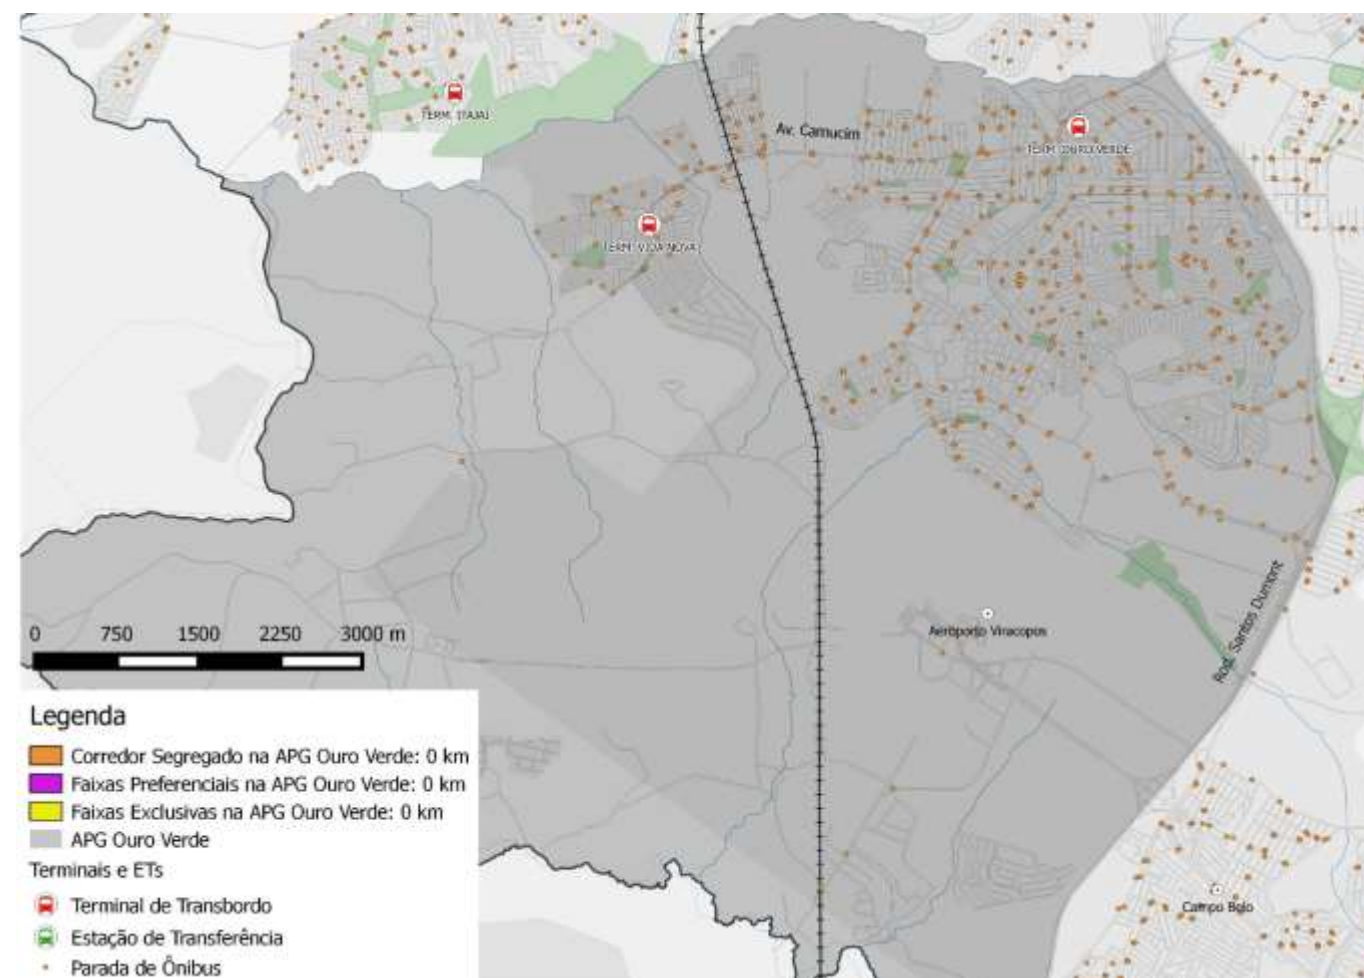 TERM. ITAJAÍ
Av. Camucim
TERM. OURO VERDE
TERM. VIDA NOVA
Aeroporto Viracopos
Rod. Santos Dumont
0 750 1500 2250 3000 m
Legenda
Corredor Segregado na APG Ouro Verde: 0 km
Faixas Preferenciais na APG Ouro Verde: 0 km
Faixas Exclusivas na APG Ouro Verde: 0 km
APG Ouro Verde
Terminais e ETs
Terminal de Transbordo
Estação de Transferência
Parada de Ônibus
Campo Belo